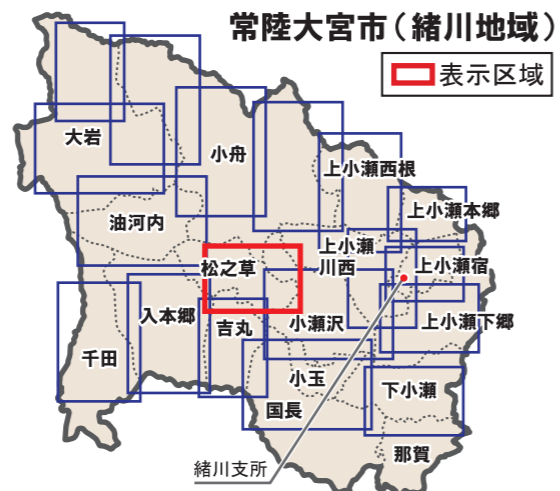 常陸大宮市（緒川地域）
表示区域
大岩
小舟
上小瀬西根
油河内
上小瀬本郷
上小瀬
川西
松之草
上小瀬宿
入本郷
吉丸
小瀬沢
上小瀬下郷
千田
小玉
下小瀬
国長
那賀
緒川支所